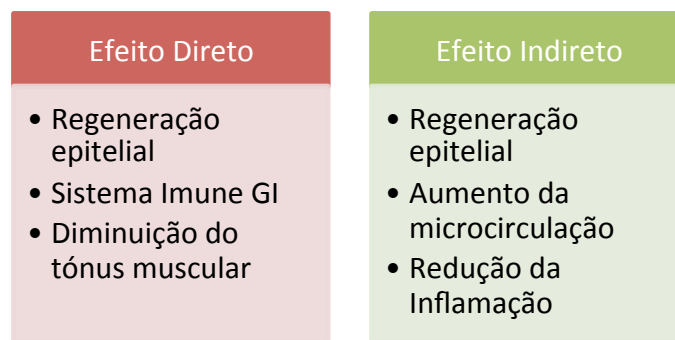 Efeito Direto
• Regeneração
epitelial
• Sistema Imune GI
• Diminuição do
tónus muscular
Efeito Indireto
• Regeneração
epitelial
• Aumento da
microcirculação
• Redução da
Inflamação